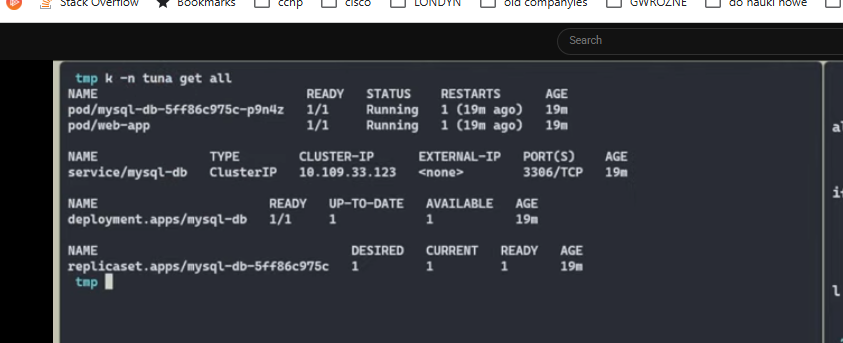 Stack Overflow Bookmarks ccnp cisco LONDYN old companyies GWROZNE do nauki nowe
Search
tmp k -n tuna get all
NAME READY STATUS RESTARTS AGE
pod/mysql-db-5ff86c975c-p9n4z 1/1 Running 1 (19m ago) 19m
pod/web-app 1/1 Running 1 (19m ago) 19m
NAME TYPE CLUSTER-IP EXTERNAL-IP PORT(S) AGE
service/mysql-db ClusterIP 10.109.33.123 <none> 3306/TCP 19m
NAME READY UP-TO-DATE AVAILABLE AGE
deployment.apps/mysql-db 1/1 1 1 19m
NAME DESIRED CURRENT READY AGE
replicaset.apps/mysql-db-5ff86c975c 1 1 1 19m
tmp